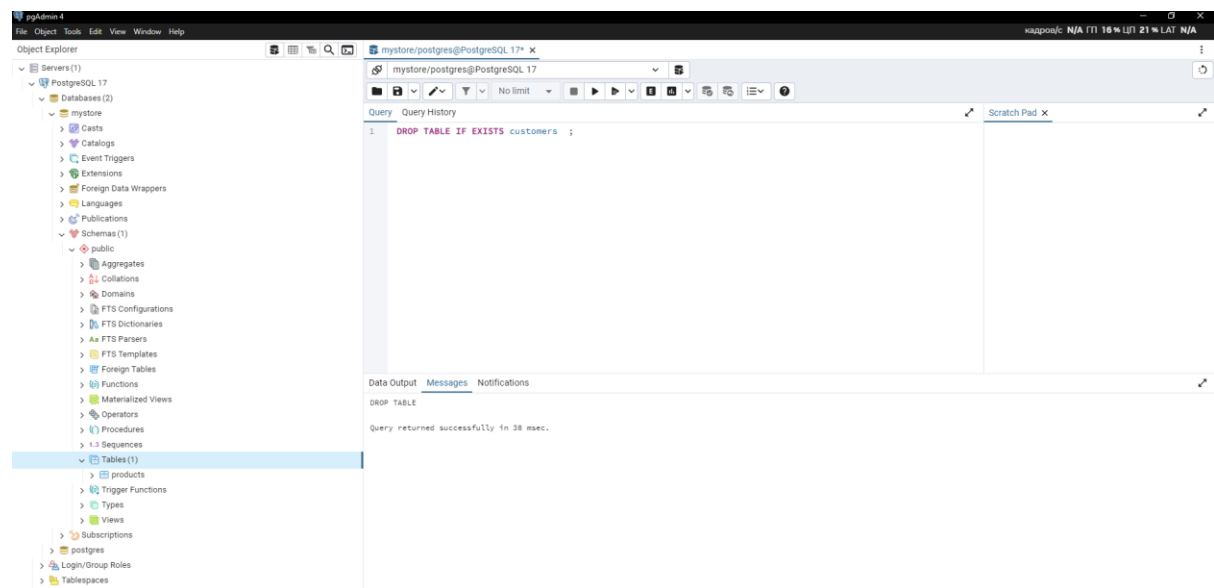 pgAdmin 4
File Object Tools Edit View Window Help
кадров/с N/A ГП 16 % ЦП 21 % LAT N/A
Object Explorer
Servers (1)
PostgreSQL 17
Databases (2)
mystore
Casts
Catalogs
Event Triggers
Extensions
Foreign Data Wrappers
Languages
Publications
Schemas (1)
public
Aggregates
Collations
Domains
FTS Configurations
FTS Dictionaries
FTS Parsers
FTS Templates
Foreign Tables
Functions
Materialized Views
Operators
Procedures
1.3 Sequences
Tables (1)
products
Trigger Functions
Types
Views
Subscriptions
postgres
Login/Group Roles
Tablespaces
mystore/postgres@PostgreSQL 17*
mystore/postgres@PostgreSQL 17
No limit
Query Query History
Scratch Pad
1 DROP TABLE IF EXISTS customers ;
Data Output Messages Notifications
DROP TABLE
Query returned successfully in 38 msec.